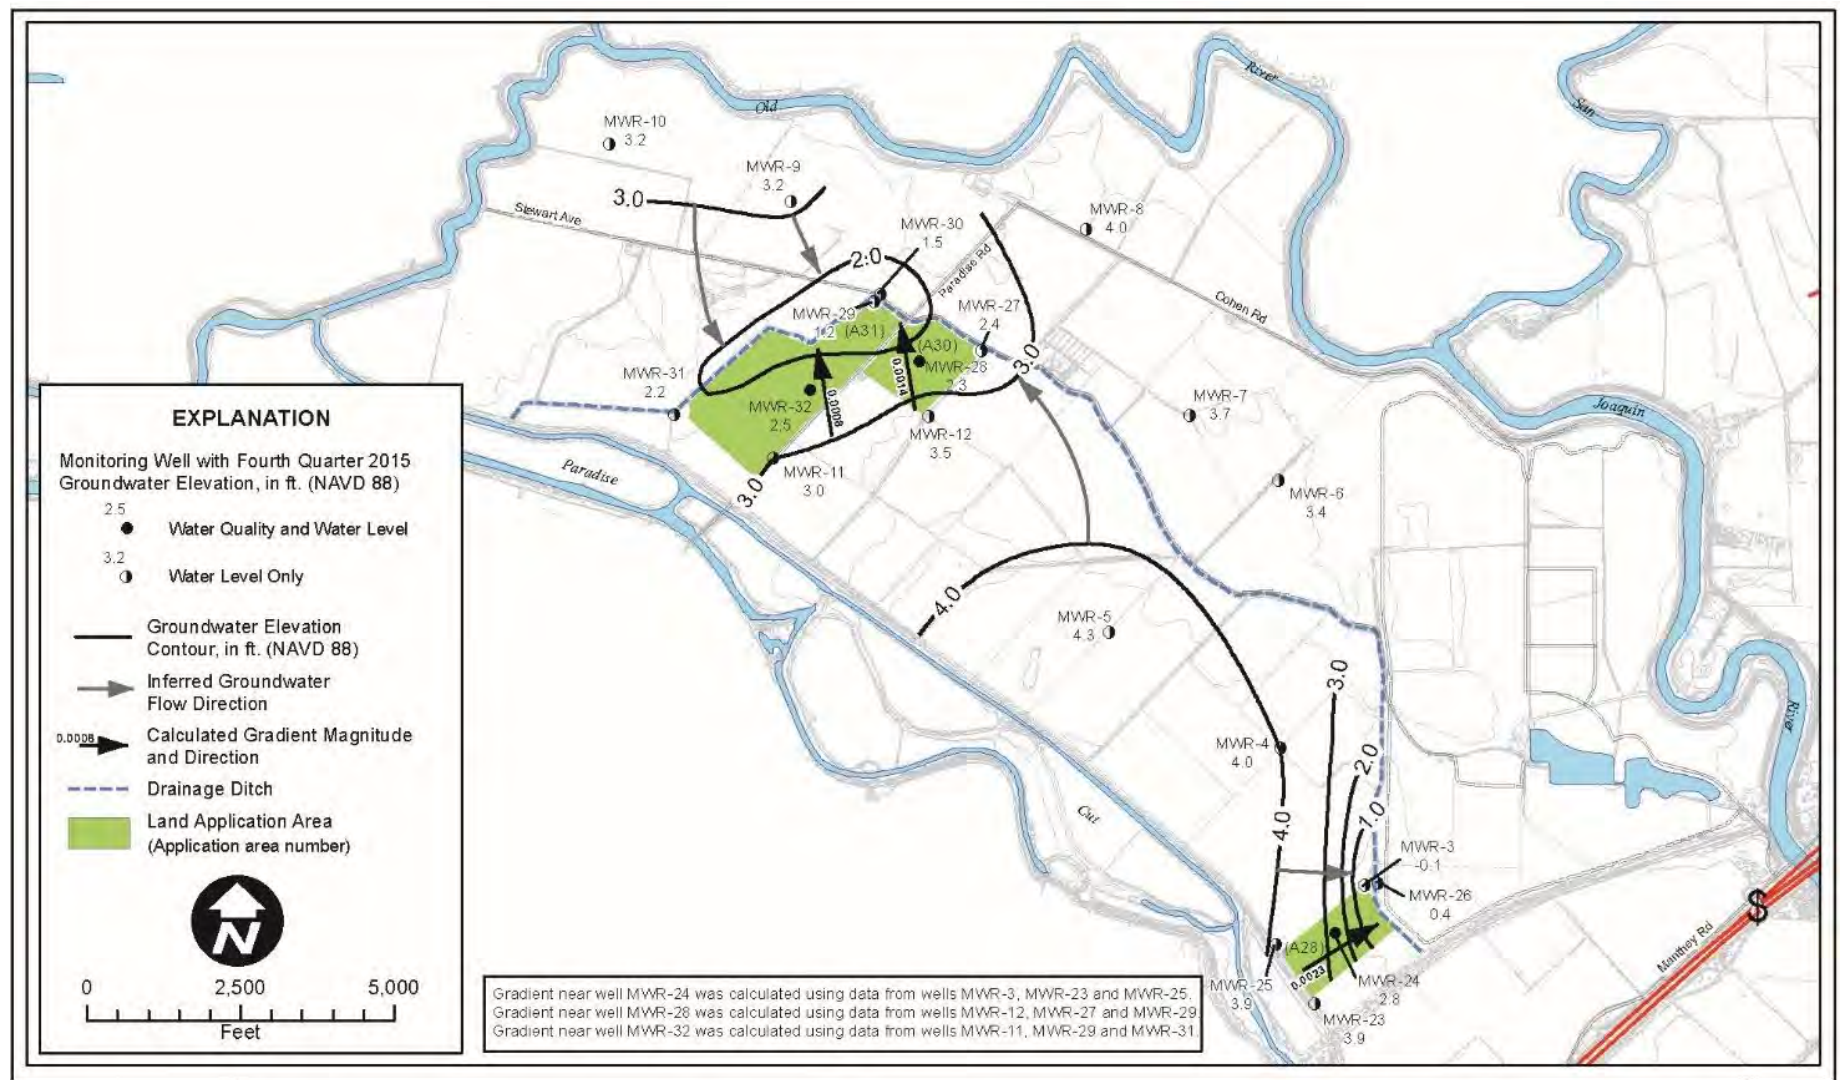 Old
River
San
MWR-10
3.2
MWR-9
3.2
3.0
Stewart Ave
MWR-8
4.0
MWR-30
1.5
2.0
Paradise Rd
Cohen Rd
MWR-27
2.4
MWR-29
1.2
(A31)
(A30)
MWR-28
2.3
3.0
MWR-31
2.2
MWR-32
2.5
0.0008
0.0014
MWR-12
3.5
MWR-11
3.0
3.0
MWR-7
3.7
Joaquin
MWR-6
3.4
Paradise
4.0
MWR-5
4.3
3.0
River
MWR-4
4.0
2.0
1.0
4.0
Cut
MWR-3
-0.1
MWR-26
0.4
(A28)
0.0023
MWR-25
3.9
MWR-24
2.8
MWR-23
3.9
Manthey Rd
$
EXPLANATION
Monitoring Well with Fourth Quarter 2015
Groundwater Elevation, in ft. (NAVD 88)
2.5
Water Quality and Water Level
3.2
Water Level Only
Groundwater Elevation
Contour, in ft. (NAVD 88)
Inferred Groundwater
Flow Direction
0.0008
Calculated Gradient Magnitude
and Direction
Drainage Ditch
Land Application Area
(Application area number)
N
0 2,500 5,000
Feet
Gradient near well MWR-24 was calculated using data from wells MWR-3, MWR-23 and MWR-25.
Gradient near well MWR-28 was calculated using data from wells MWR-12, MWR-27 and MWR-29.
Gradient near well MWR-32 was calculated using data from wells MWR-11, MWR-29 and MWR-31.